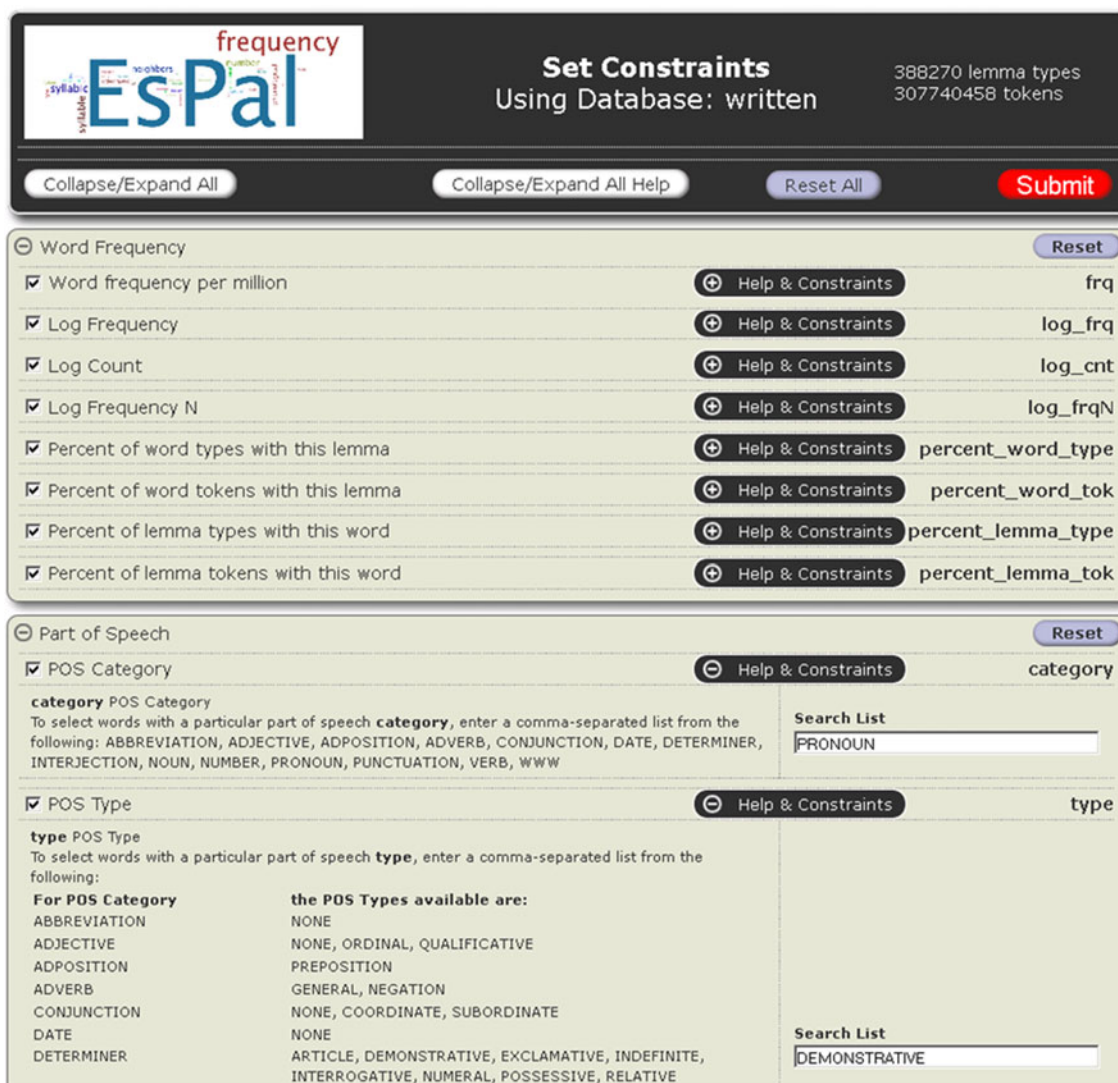 frequency
neighbors
number
syllabic
EsPal
syllable
Set Constraints
Using Database: written
388270 lemma types
307740458 tokens
Collapse/Expand All
Collapse/Expand All Help
Reset All
Submit
Word Frequency
Reset
Word frequency per million
Help & Constraints
frq
Log Frequency
Help & Constraints
log_frq
Log Count
Help & Constraints
log_cnt
Log Frequency N
Help & Constraints
log_frqN
Percent of word types with this lemma
Help & Constraints
percent_word_type
Percent of word tokens with this lemma
Help & Constraints
percent_word_tok
Percent of lemma types with this word
Help & Constraints
percent_lemma_type
Percent of lemma tokens with this word
Help & Constraints
percent_lemma_tok
Part of Speech
Reset
POS Category
Help & Constraints
category
category POS Category
To select words with a particular part of speech category, enter a comma-separated list from the
following: ABBREVIATION, ADJECTIVE, ADPOSITION, ADVERB, CONJUNCTION, DATE, DETERMINER,
INTERJECTION, NOUN, NUMBER, PRONOUN, PUNCTUATION, VERB, WWW
Search List
PRONOUN
POS Type
Help & Constraints
type
type POS Type
To select words with a particular part of speech type, enter a comma-separated list from the
following:
For POS Category the POS Types available are:
ABBREVIATION NONE
ADJECTIVE NONE, ORDINAL, QUALIFICATIVE
ADPOSITION PREPOSITION
ADVERB GENERAL, NEGATION
CONJUNCTION NONE, COORDINATE, SUBORDINATE
DATE NONE
DETERMINER ARTICLE, DEMONSTRATIVE, EXCLAMATIVE, INDEFINITE,
INTERROGATIVE, NUMERAL, POSSESSIVE, RELATIVE
Search List
DEMONSTRATIVE